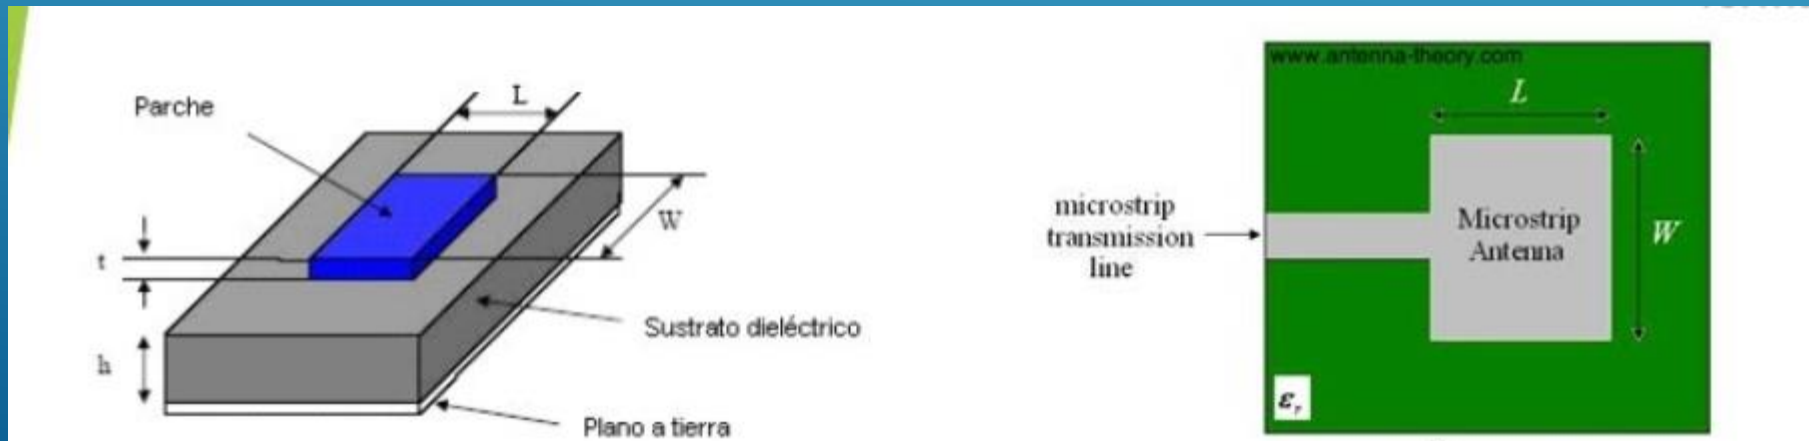 Parche
L
W
t
h
Sustrato dieléctrico
Plano a tierra
www.antenna-theory.com
L
microstrip
transmission
line
Microstrip
Antenna
W
εr